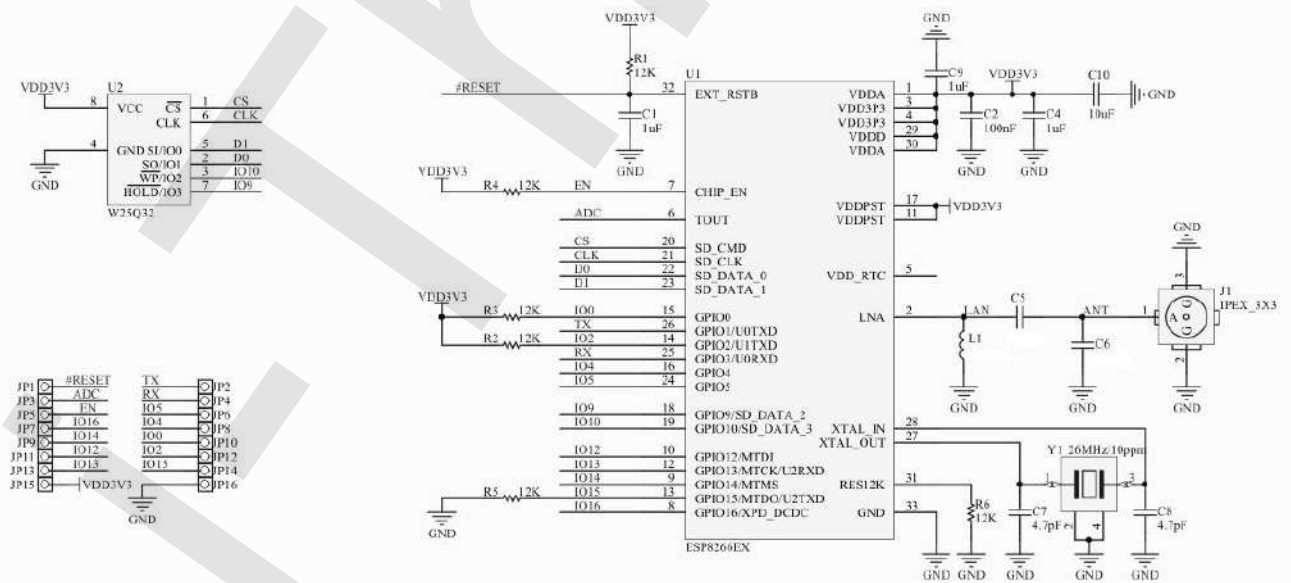 VDD3V3
U2
8 VCC CS 1 CS
CLK 6 CLK
4 GND SI/IO0 5 D1
SO/IO1 2 D0
WP/IO2 3 IO10
HOLD/IO3 7 IO9
GND
W25Q32
JP1 #RESET TX JP2
JP3 ADC RX JP4
JP5 EN IO5 JP6
JP7 IO16 IO4 JP8
JP9 IO14 IO0 JP10
JP11 IO12 IO2 JP12
JP13 IO13 IO15 JP14
JP15 VDD3V3 JP16
GND
VDD3V3
R1
12K
#RESET
C1
1uF
GND
VDD3V3
R4 12K EN
ADC
CS
CLK
D0
D1
VDD3V3
R3 12K IO0
TX
R2 12K IO2
RX
IO4
IO5
IO9
IO10
IO12
IO13
IO14
R5 12K IO15
IO16
GND
U1
32 EXT_RSTB
7 CHIP_EN
6 TOUT
20 SD_CMD
21 SD_CLK
22 SD_DATA_0
23 SD_DATA_1
15 GPIO0
26 GPIO1/U0TXD
14 GPIO2/U1TXD
25 GPIO3/U0RXD
16 GPIO4
24 GPIO5
18 GPIO9/SD_DATA_2
19 GPIO10/SD_DATA_3
10 GPIO12/MTDI
12 GPIO13/MTCK/U2RXD
9 GPIO14/MTMS
13 GPIO15/MTDO/U2TXD
8 GPIO16/XPD_DCDC
VDDA 1
VDD3P3 3
VDD3P3 4
VDDD 29
VDDA 30
VDDPST 17
VDDPST 11
VDD3V3
VDD_RTC 5
LNA 2
XTAL_IN 28
XTAL_OUT 27
RES12K 31
GND 33
ESP8266EX
GND
C9
1uF
VDD3V3
C10
10uF
GND
C2
100nF
C4
1uF
GND
GND
LAN
C5
ANT
L1
C6
GND
GND
GND
3
J1
IPEX_3X3
1
A
G
G
2
GND
Y1 26MHz/10ppm
1
3
2
4
R6
12K
C7
4.7pF
C8
4.7pF
GND
GND
GND
GND
GND